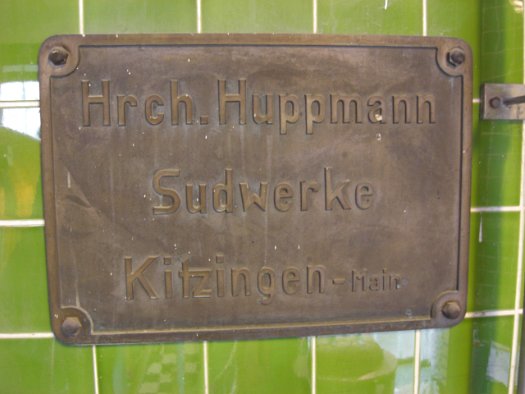 Hrch. Huppmann
Sudwerke
Kitzingen - Main